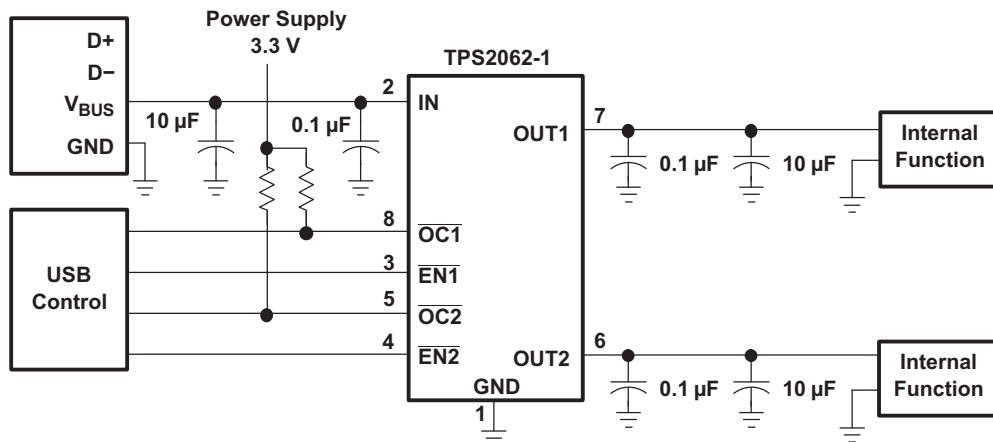 Power Supply
3.3 V
TPS2062-1
D+
D−
V_BUS
GND
10 µF
0.1 µF
2
IN
7
OUT1
0.1 µF
10 µF
Internal
Function
USB
Control
8
OC1
3
EN1
5
OC2
4
EN2
6
OUT2
GND
1
0.1 µF
10 µF
Internal
Function